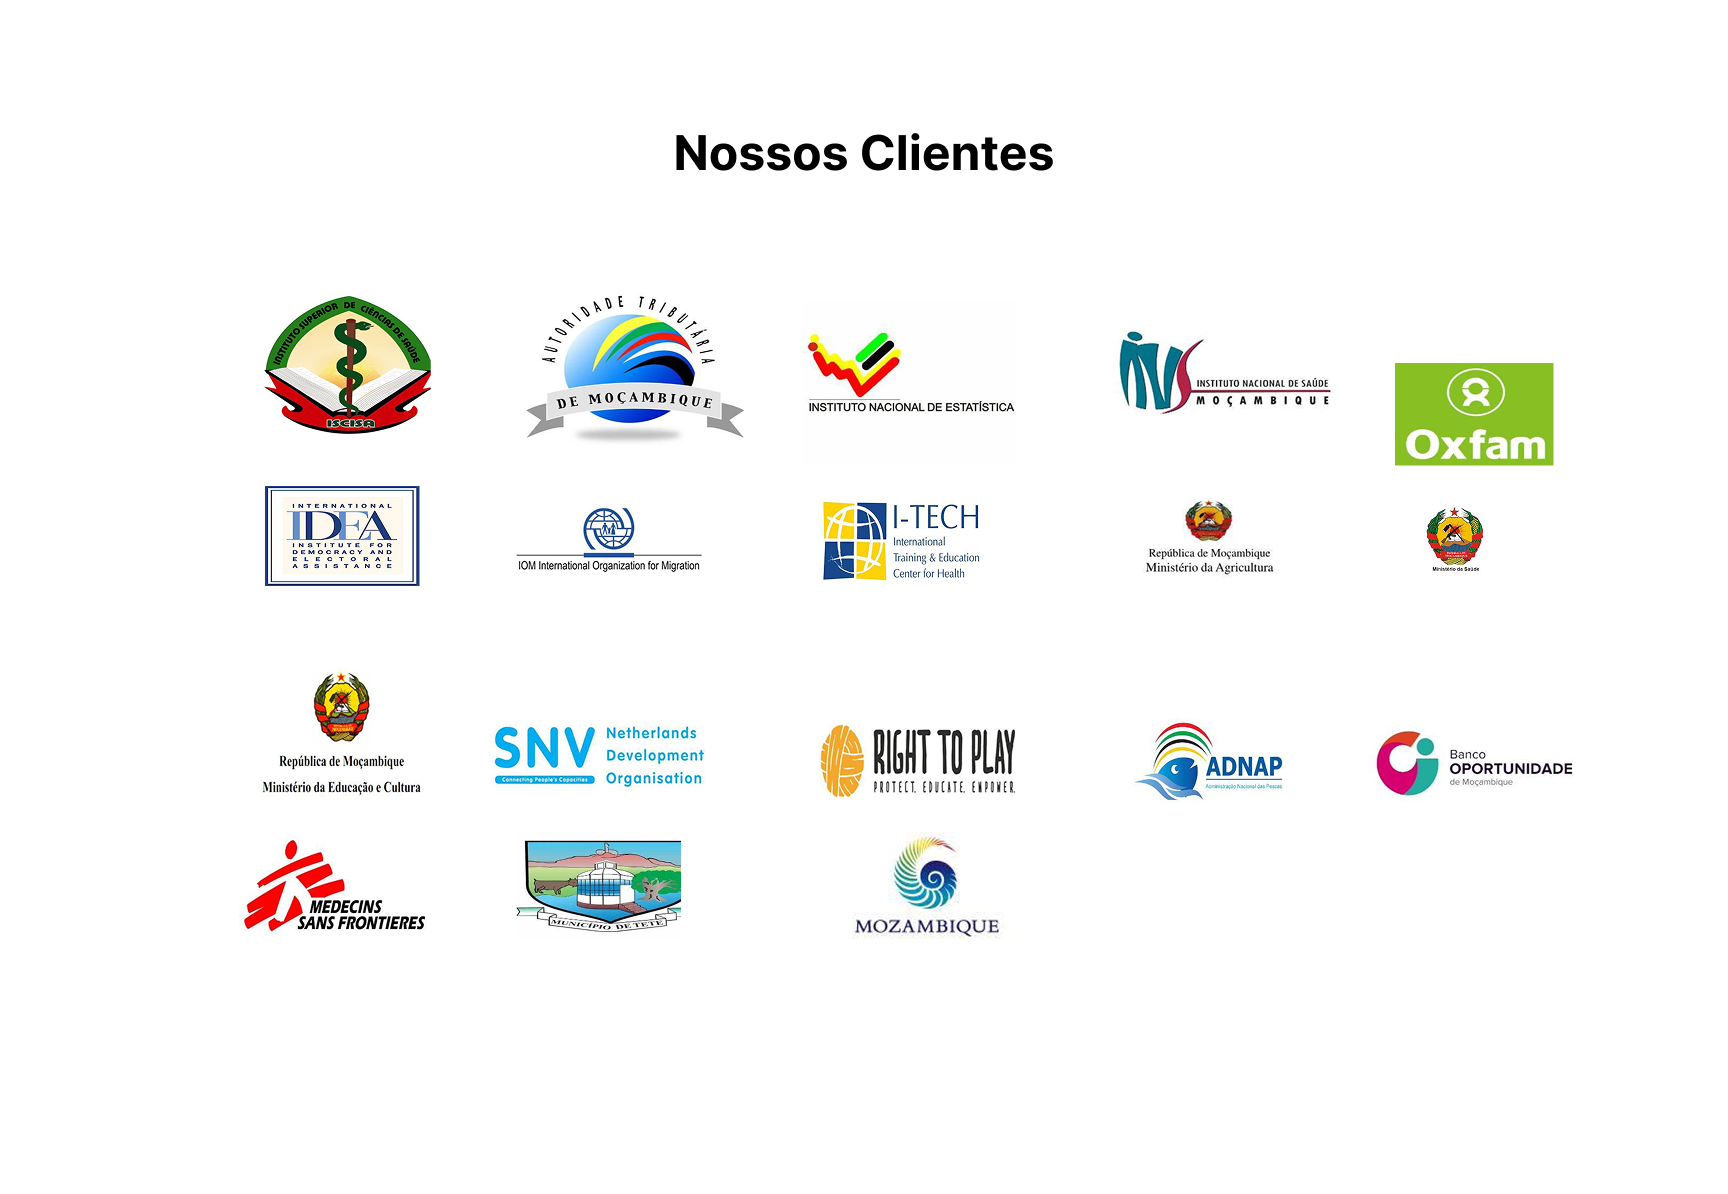 Nossos Clientes
INSTITUTO SUPERIOR DE CIÊNCIAS DE SAÚDE
ISCISA
AUTORIDADE TRIBUTÁRIA
DE MOÇAMBIQUE
INSTITUTO NACIONAL DE ESTATÍSTICA
INS
INSTITUTO NACIONAL DE SAÚDE
MOÇAMBIQUE
Oxfam
INTERNATIONAL
IDEA
INSTITUTE FOR
DEMOCRACY AND
ELECTORAL
ASSISTANCE
IOM International Organization for Migration
I-TECH
International
Training & Education
Center for Health
República de Moçambique
Ministério da Agricultura
Ministério da Saúde
República de Moçambique
Ministério da Educação e Cultura
SNV
Connecting People's Capacities
Netherlands
Development
Organisation
RIGHT TO PLAY
PROTECT. EDUCATE. EMPOWER.
ADNAP
Administração Nacional das Pescas
Banco
OPORTUNIDADE
de Moçambique
MEDECINS
SANS FRONTIERES
MUNICÍPIO DE TETE
MOZAMBIQUE